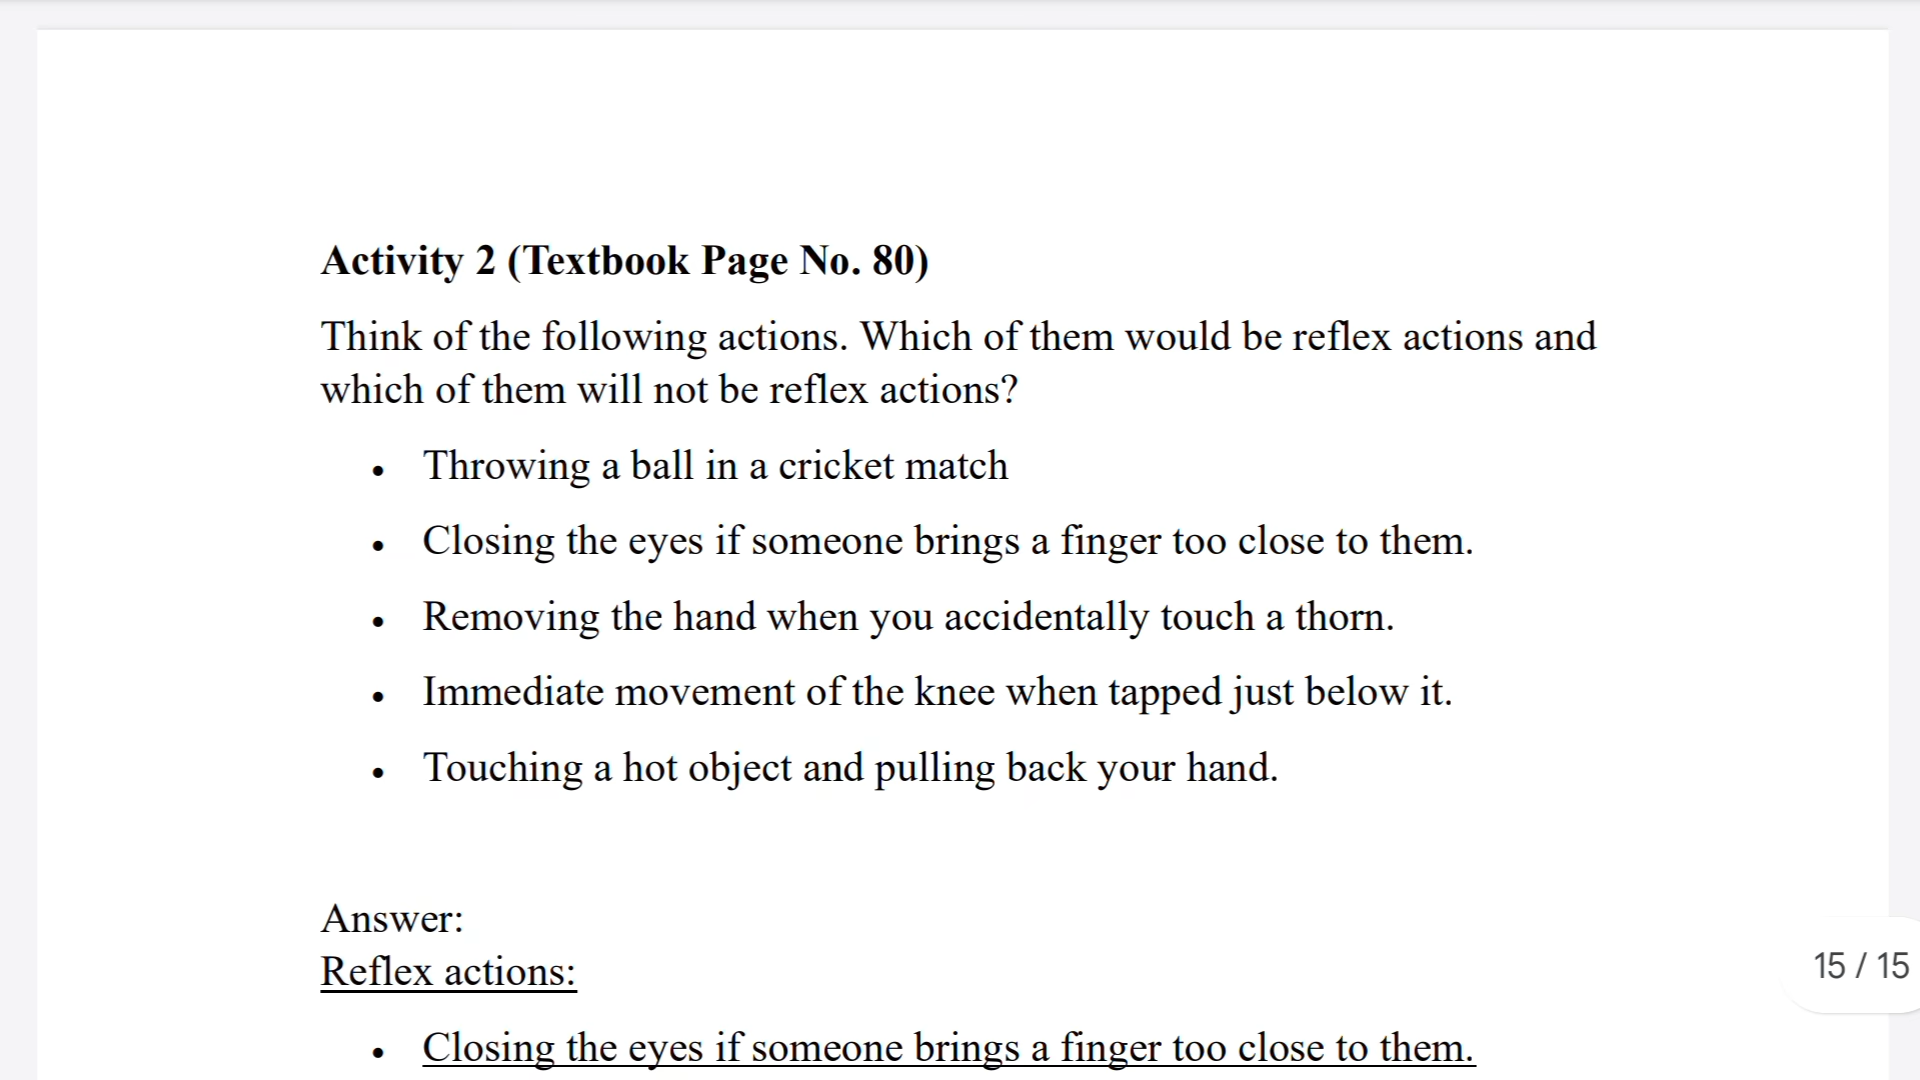 Activity 2 (Textbook Page No. 80)
Think of the following actions. Which of them would be reflex actions and
which of them will not be reflex actions?
• Throwing a ball in a cricket match
• Closing the eyes if someone brings a finger too close to them.
• Removing the hand when you accidentally touch a thorn.
• Immediate movement of the knee when tapped just below it.
• Touching a hot object and pulling back your hand.
Answer:
Reflex actions:
15 / 15
• Closing the eyes if someone brings a finger too close to them.